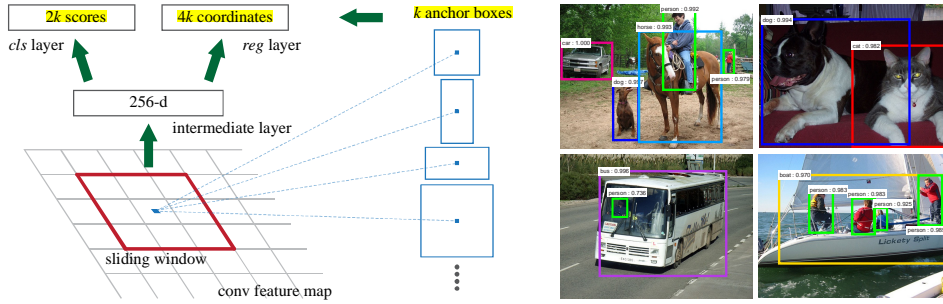 2k scores
4k coordinates
k anchor boxes
cls layer
reg layer
256-d
intermediate layer
sliding window
conv feature map
person : 0.992
horse : 0.993
car : 1.000
person : 0.979
dog : 0.997
dog : 0.994
cat : 0.982
bus : 0.996
person : 0.736
boat : 0.970
person : 0.983
person : 0.983
person : 0.925
person : 0.989
Lickety Split